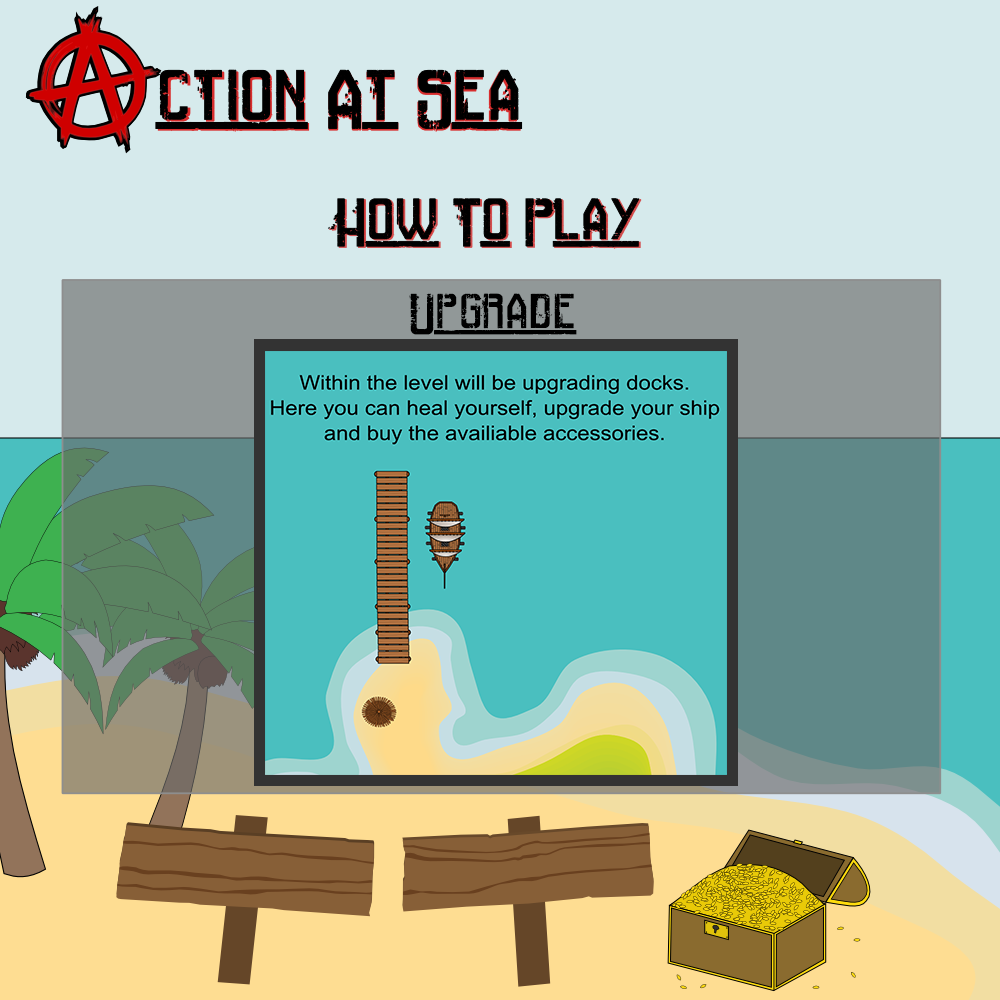 Action At Sea
How To Play
Upgrade
Within the level will be upgrading docks.
Here you can heal yourself, upgrade your ship
and buy the availiable accessories.